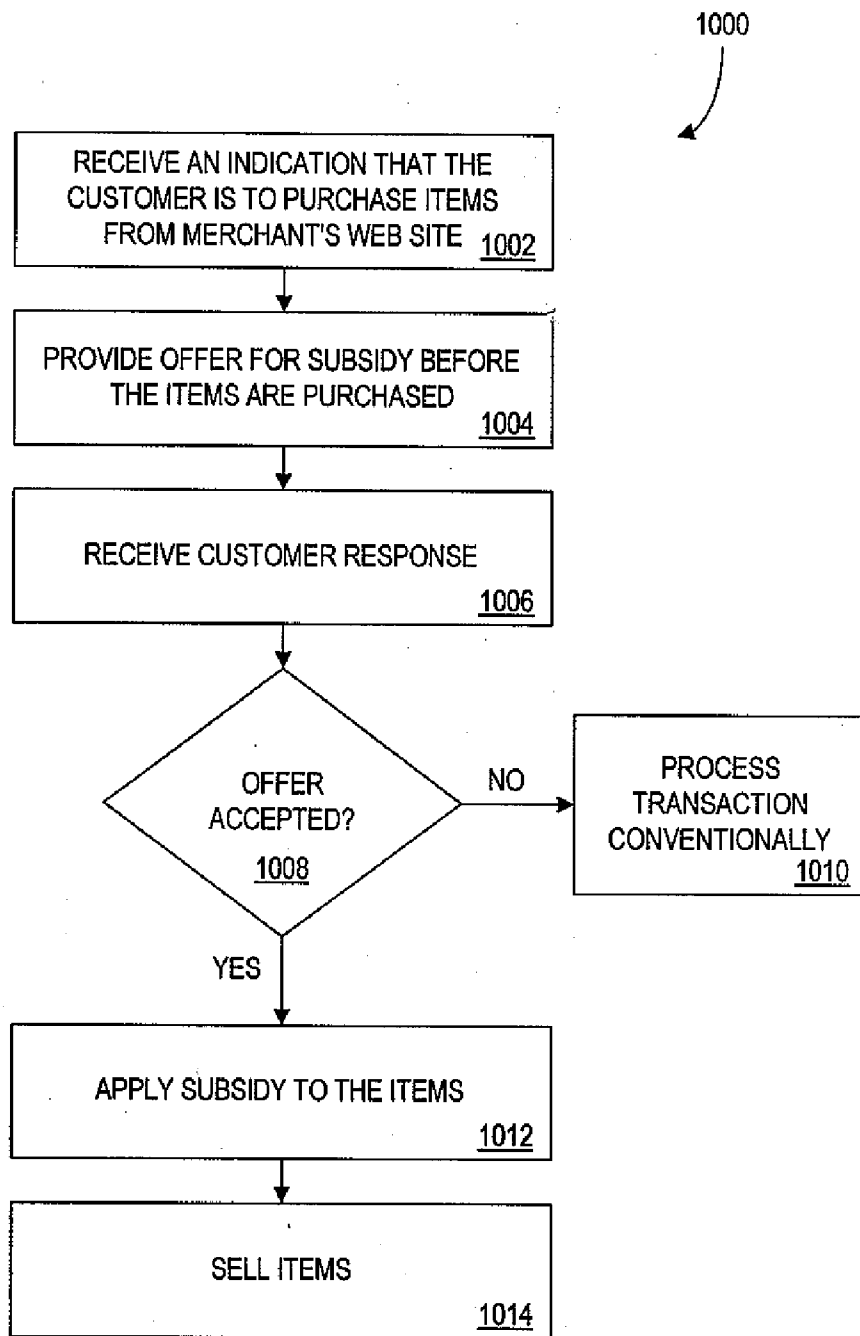 1000
RECEIVE AN INDICATION THAT THE
CUSTOMER IS TO PURCHASE ITEMS
FROM MERCHANT'S WEB SITE
1002
PROVIDE OFFER FOR SUBSIDY BEFORE
THE ITEMS ARE PURCHASED
1004
RECEIVE CUSTOMER RESPONSE
1006
OFFER
ACCEPTED?
1008
NO
PROCESS
TRANSACTION
CONVENTIONALLY
1010
YES
APPLY SUBSIDY TO THE ITEMS
1012
SELL ITEMS
1014